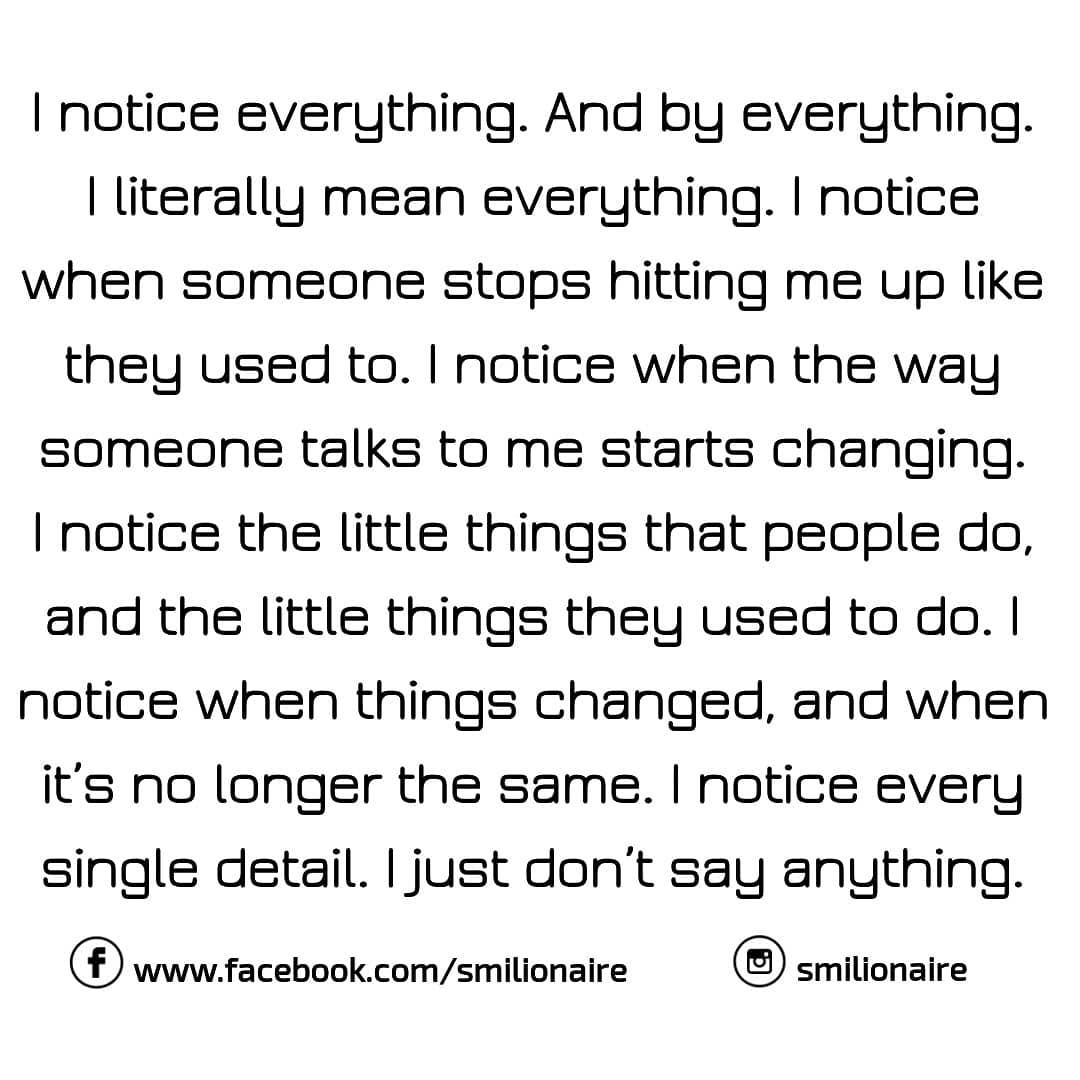 I notice everything. And by everything.
I literally mean everything. I notice
when someone stops hitting me up like
they used to. I notice when the way
someone talks to me starts changing.
I notice the little things that people do,
and the little things they used to do. I
notice when things changed, and when
it’s no longer the same. I notice every
single detail. I just don’t say anything.
f www.facebook.com/smilionaire smilionaire